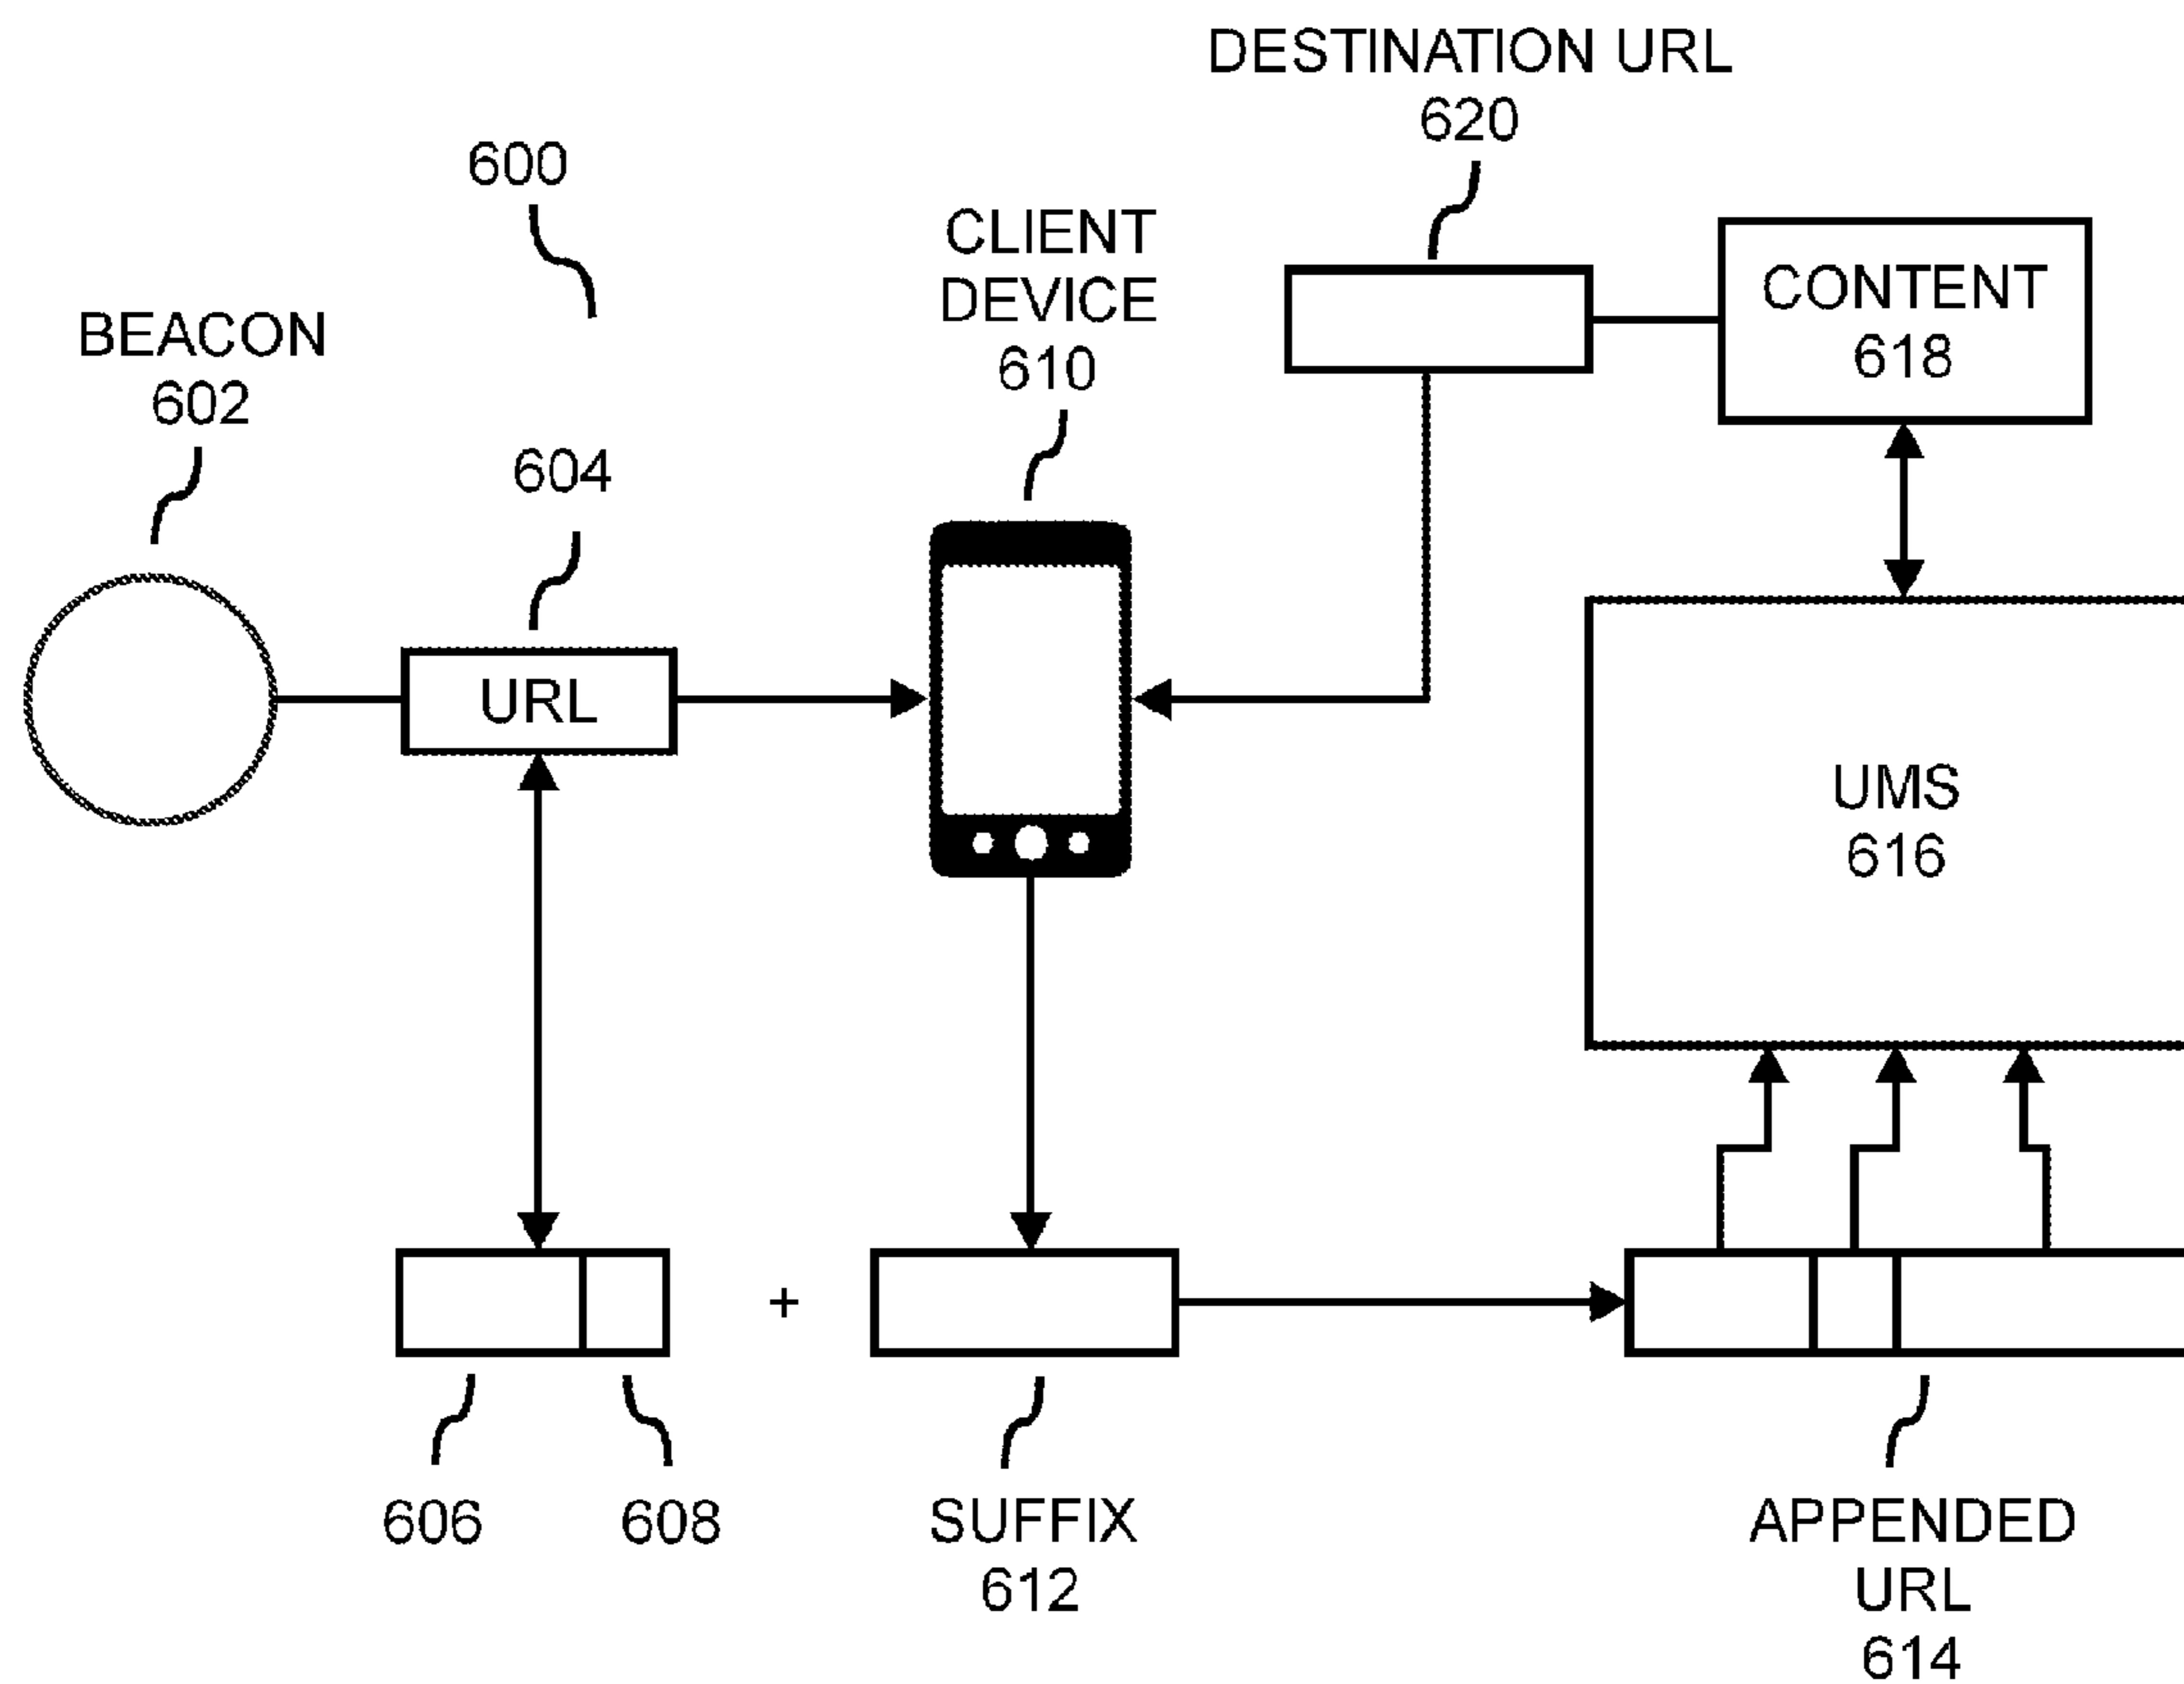 DESTINATION URL
620
600
CLIENT
DEVICE
610
CONTENT
618
BEACON
602
604
URL
UMS
616
+
606
608
SUFFIX
612
APPENDED
URL
614